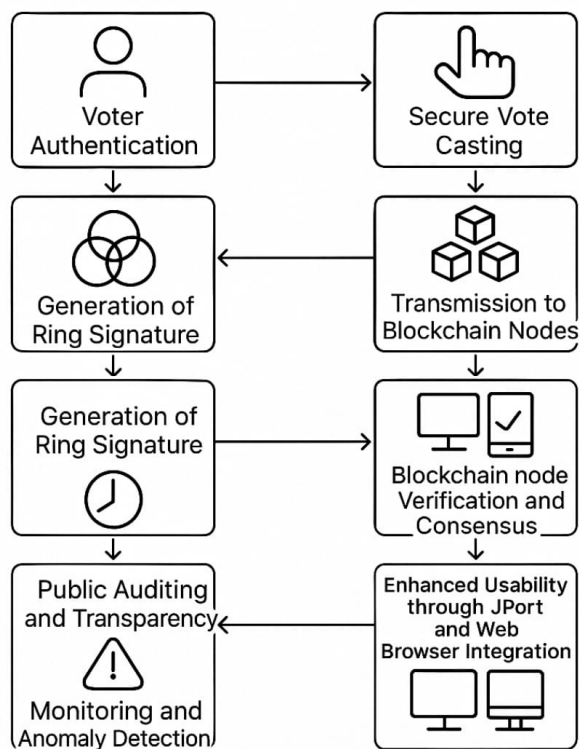 Voter
Authentication
Secure Vote
Casting
Generation of
Ring Signature
Transmission to
Blockchain Nodes
Generation of
Ring Signature
Blockchain node
Verification and
Consensus
Public Auditing
and Transparency
Monitoring and
Anomaly Detection
Enhanced Usability
through JPort
and Web
Browser Integration